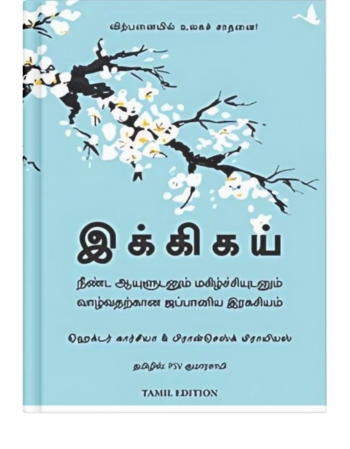 விற்பனையில் உலகச் சாதனை!
இக்கிகய்
நீண்ட ஆயுளுடனும் மகிழ்ச்சியுடனும்
வாழ்வதற்கான ஜப்பானிய இரகசியம்
ஹெக்டர் கார்சியா & பிரான்செஸ்க் மிராயியஸ்
தமிழில்: PSV குமாரசாமி
TAMIL EDITION